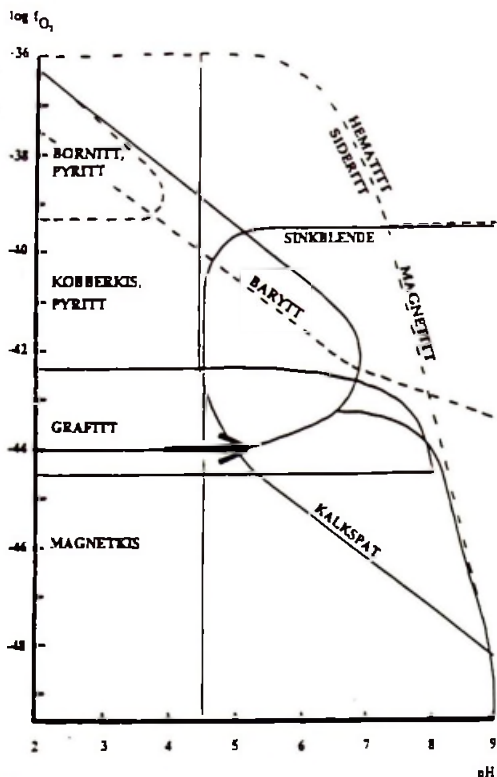 log f O₂
-36
-38
-40
-42
-44
-46
-48
BORNITT,
PYRITT
KOBBERKIS,
PYRITT
GRAFITT
MAGNETKIS
HEMATITT
SIDERITT
SINKBLENDE
BARYTT
MAGNETITT
KALKSPAT
2
3
4
5
6
7
8
9
pH